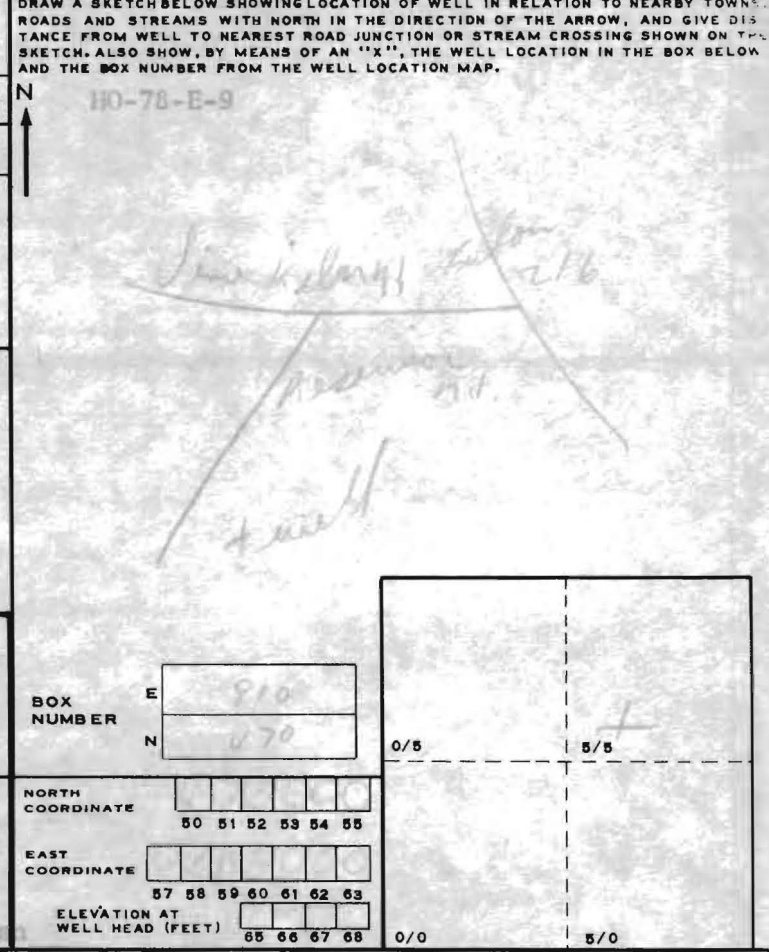 DRAW A SKETCH BELOW SHOWING LOCATION OF WELL IN RELATION TO NEARBY TOWNS,
ROADS AND STREAMS WITH NORTH IN THE DIRECTION OF THE ARROW, AND GIVE DIS
TANCE FROM WELL TO NEAREST ROAD JUNCTION OR STREAM CROSSING SHOWN ON THE
SKETCH. ALSO SHOW, BY MEANS OF AN "X", THE WELL LOCATION IN THE BOX BELOW
AND THE BOX NUMBER FROM THE WELL LOCATION MAP.
N
HO-78-E-9
216
Reservoir
Rd.
+ well
BOX
NUMBER
E 810
N
0/5 5/5
NORTH
COORDINATE
50 51 52 53 54 55
EAST
COORDINATE
57 58 59 60 61 62 63
ELEVATION AT
WELL HEAD (FEET)
65 66 67 68
0/0 5/0